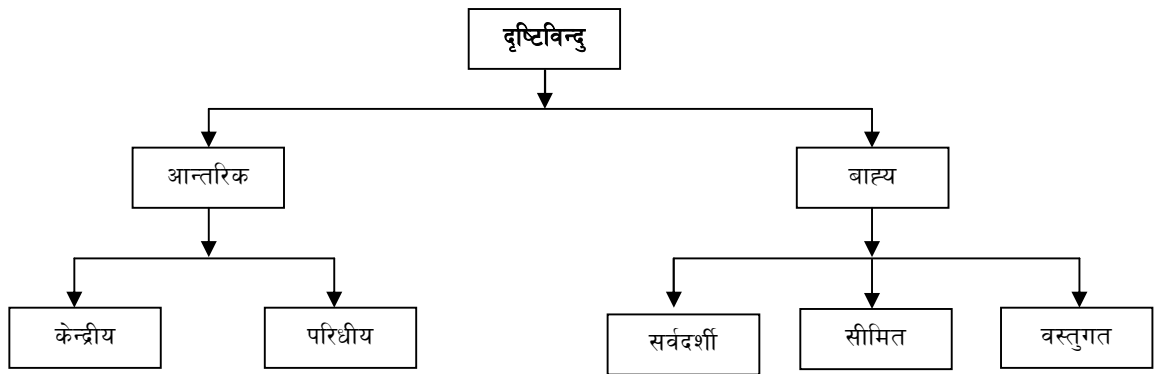 दृष्टिविन्दु
आन्तरिक
बाह्य
केन्द्रीय
परिधीय
सर्वदर्शी
सीमित
वस्तुगत